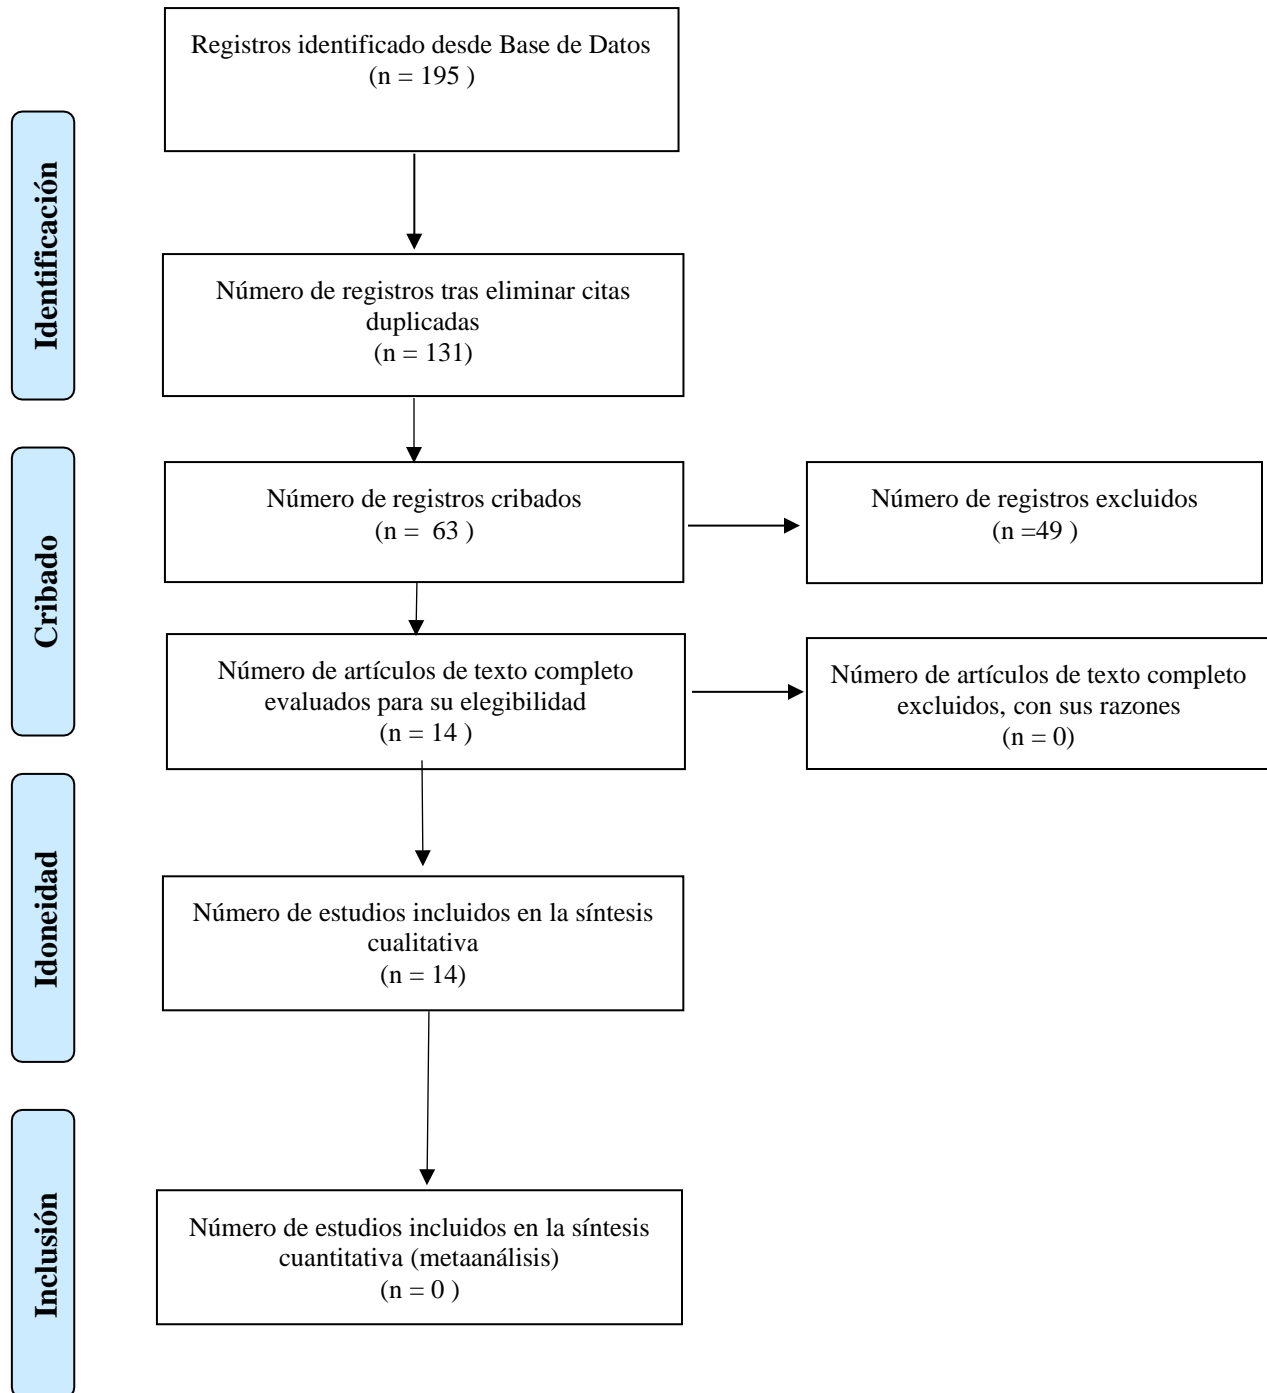 Registros identificado desde Base de Datos
(n = 195 )
Identificación
Número de registros tras eliminar citas
duplicadas
(n = 131)
Cribado
Número de registros cribados
(n =  63 )
Número de registros excluidos
(n =49 )
Número de artículos de texto completo
evaluados para su elegibilidad
(n = 14 )
Número de artículos de texto completo
excluidos, con sus razones
(n = 0)
Idoneidad
Número de estudios incluidos en la síntesis
cualitativa
(n = 14)
Inclusión
Número de estudios incluidos en la síntesis
cuantitativa (metaanálisis)
(n = 0 )